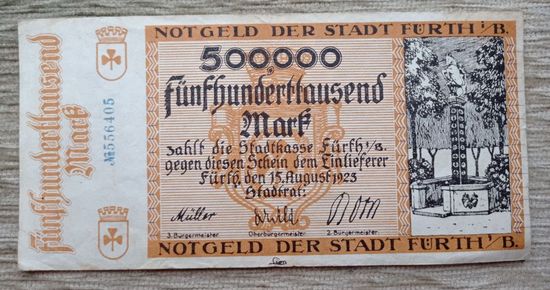 NOTGELD DER STADT FÜRTH i/B.
500000
Fünfhunderttausend
Mark
zahlt die Stadtkasse Fürth i/B.
gegen diesen Schein dem Einlieferer
Fürth, den 15. August 1923
Stadtrat:
Müller
3. Bürgermeister.
Oberbürgermeister.
2. Bürgermeister.
NOTGELD DER STADT FÜRTH i/B.
Fünfhunderttausend
Mark
№556405